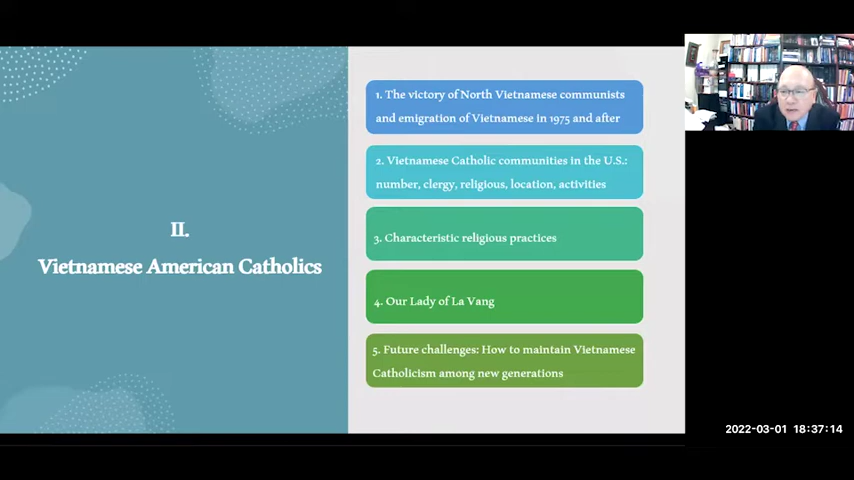 II.
Vietnamese American Catholics
1. The victory of North Vietnamese communists
and emigration of Vietnamese in 1975 and after
2. Vietnamese Catholic communities in the U.S.:
number, clergy, religious, location, activities
3. Characteristic religious practices
4. Our Lady of La Vang
5. Future challenges: How to maintain Vietnamese
Catholicism among new generations
2022-03-01 18:37:14